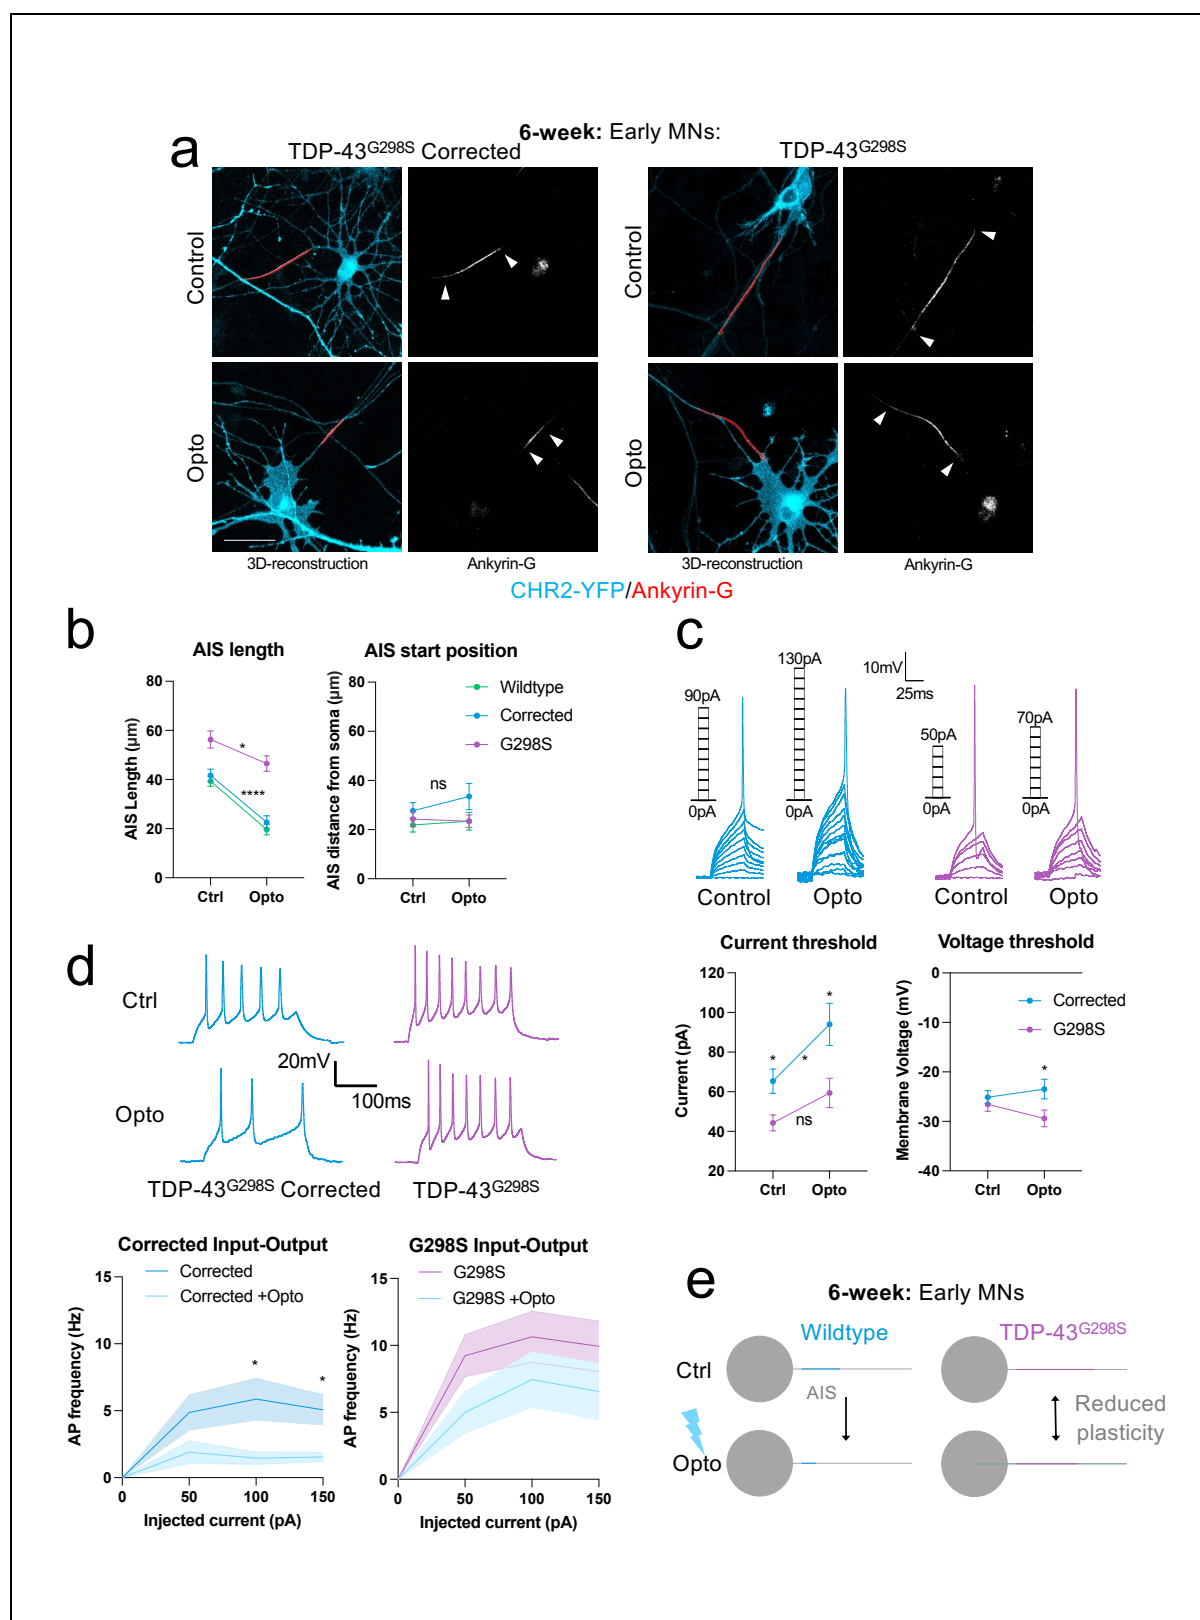 6-week: Early MNs:
a
TDP-43G298S Corrected
TDP-43G298S
Control
Control
Opto
Opto
3D-reconstruction
Ankyrin-G
3D-reconstruction
Ankyrin-G
CHR2-YFP/Ankyrin-G
b
AIS length
AIS Length (μm)
80
60
40
20
0
*
****
Ctrl
Opto
AIS start position
AIS distance from soma (μm)
80
60
40
20
0
Wildtype
Corrected
G298S
ns
Ctrl
Opto
c
90pA
0pA
130pA
0pA
10mV
25ms
50pA
0pA
70pA
0pA
Control
Opto
Control
Opto
Current threshold
Current (pA)
120
100
80
60
40
20
*
*
*
ns
Ctrl
Opto
Voltage threshold
Membrane Voltage (mV)
0
-10
-20
-30
-40
Corrected
G298S
*
Ctrl
Opto
d
Ctrl
20mV
100ms
Opto
TDP-43G298S Corrected
TDP-43G298S
Corrected Input-Output
Corrected
Corrected +Opto
AP frequency (Hz)
15
10
5
0
*
*
0
50
100
150
Injected current (pA)
G298S Input-Output
G298S
G298S +Opto
AP frequency (Hz)
15
10
5
0
0
50
100
150
Injected current (pA)
e
6-week: Early MNs
Wildtype
TDP-43G298S
Ctrl
AIS
Reduced
plasticity
Opto